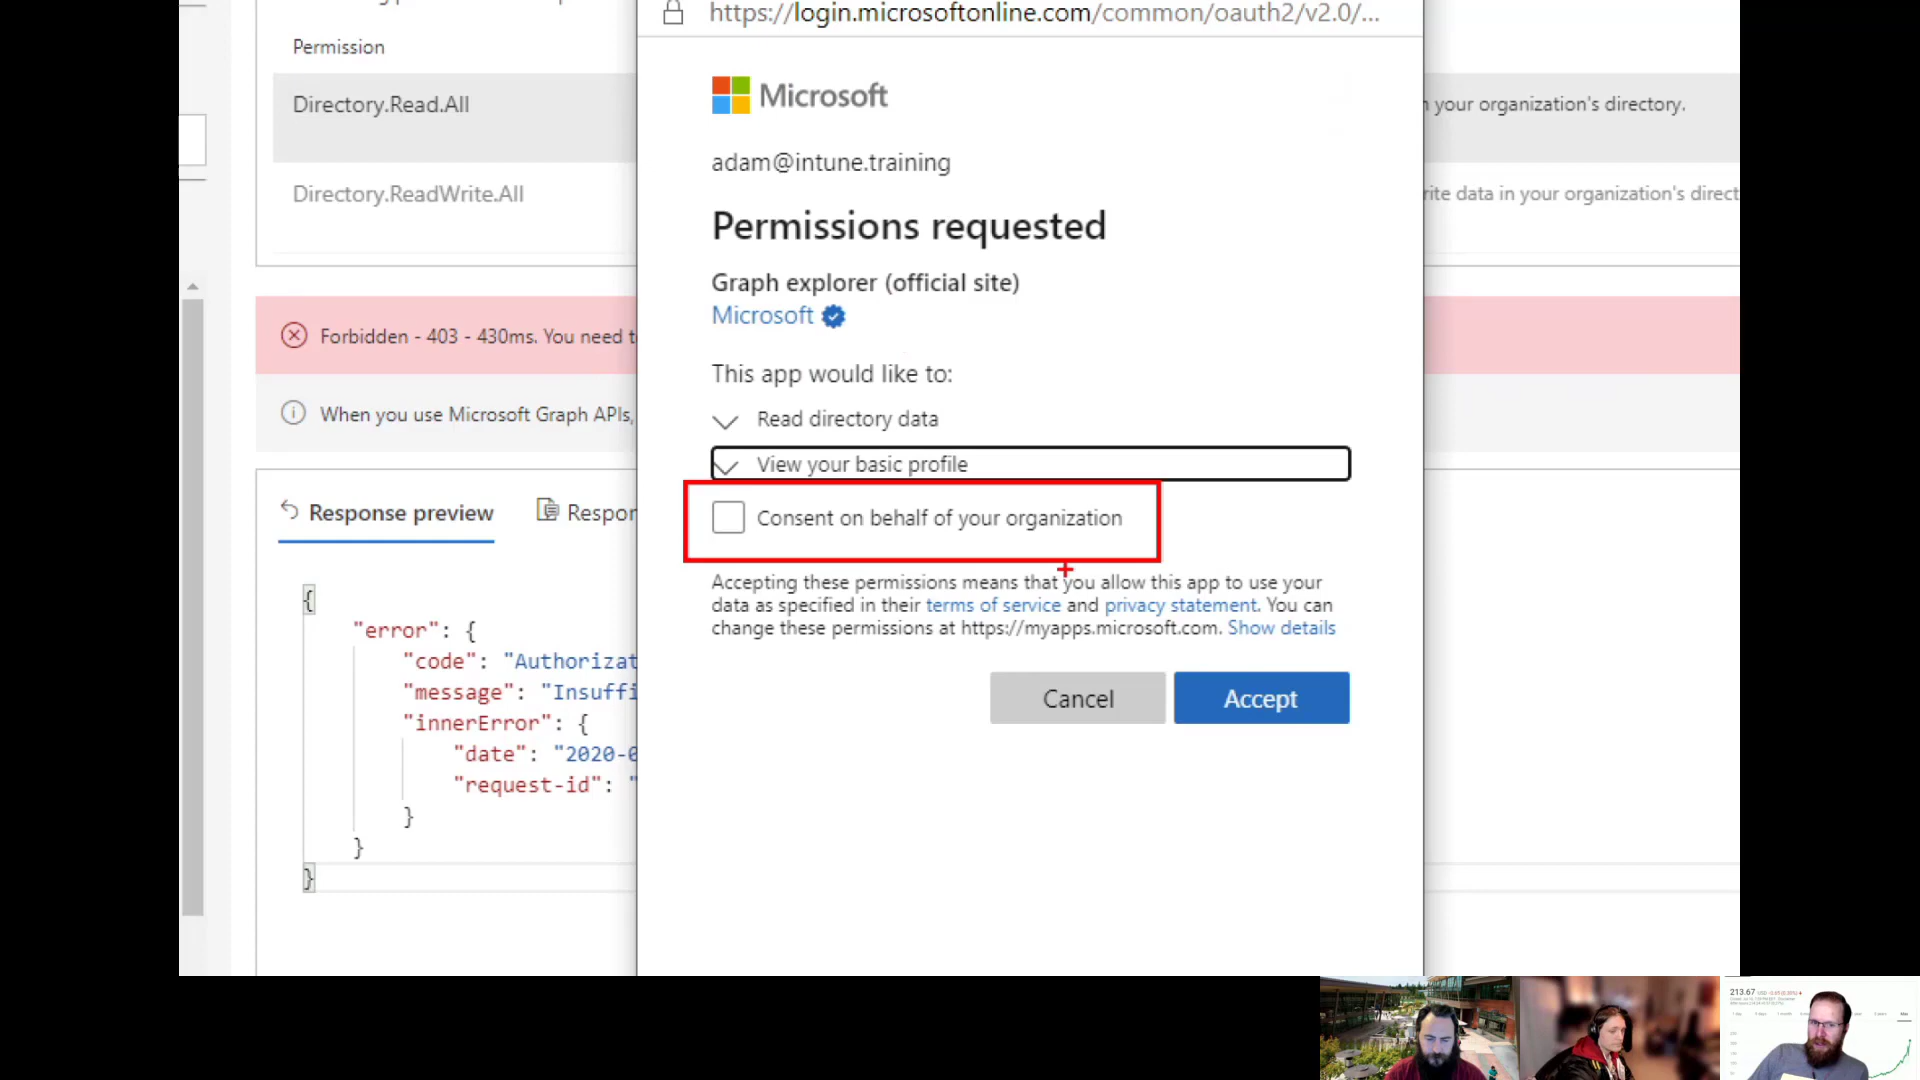 https://login.microsoftonline.com/common/oauth2/v2.0/...
Permission
Directory.Read.All
your organization's directory.
Directory.ReadWrite.All
rite data in your organization's direct
Microsoft
adam@intune.training
Permissions requested
Graph explorer (official site)
Microsoft
This app would like to:
Read directory data
View your basic profile
Consent on behalf of your organization
Accepting these permissions means that you allow this app to use your
data as specified in their terms of service and privacy statement. You can
change these permissions at https://myapps.microsoft.com. Show details
Cancel
Accept
Forbidden - 403 - 430ms. You need t
When you use Microsoft Graph APIs,
Response preview
Respor
{
"error": {
"code": "Authorizat
"message": "Insuffi
"innerError": {
"date": "2020-0
"request-id": "
}
}
}
213.67